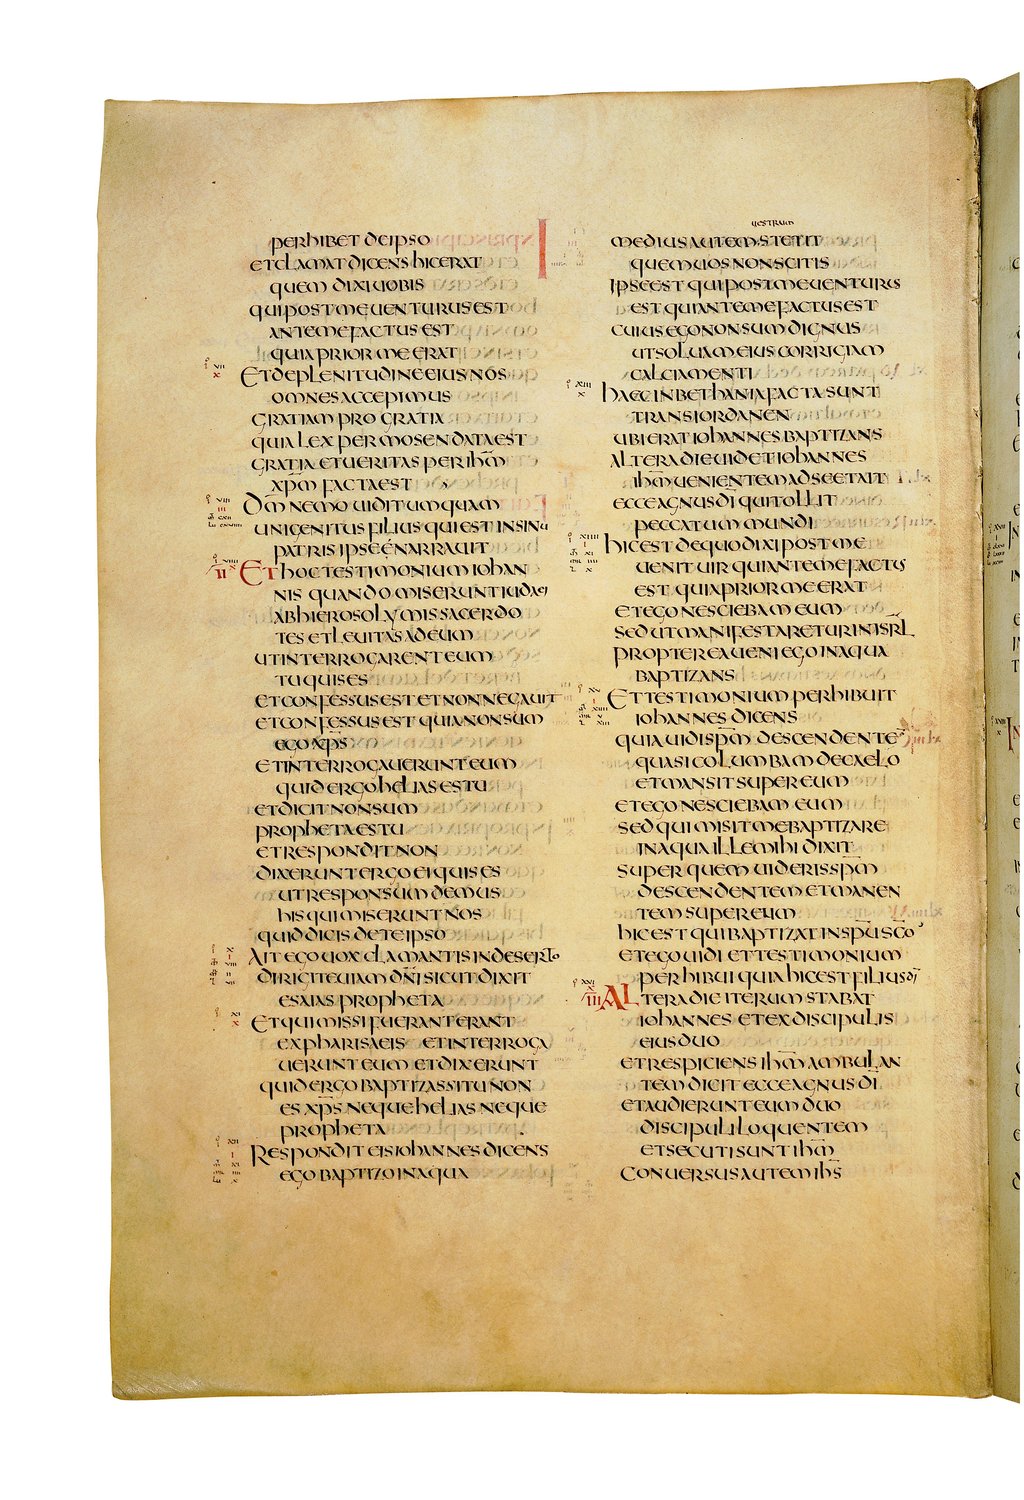 perhibet de ipso
et clamat dicens hic erat
quem dixi uobis
qui post me uenturus est
ante me factus est
quia prior me erat
Et de plenitudine eius nos
omnes accepimus
gratiam pro gratia
quia lex per mosen data est
gratia et ueritas per ihm̄
xp̄m facta est
Dm̄ nemo uidit umquam
unigenitus filius qui est in sinu
patris ipse enarrauit
Et hoc testimonium iohan
nis quando miserunt iudaei
ab hierosolymis sacerdo
tes et leuitas ad eum
ut interrogarent eum
tu quis es
et confessus est et non negauit
et confessus est quia non sum
ego xp̄s
et interrogauerunt eum
quid ergo helias es tu
et dicit non sum
propheta es tu
et respondit non
dixerunt ergo ei quis es
ut responsum demus
his qui miserunt nos
quid dicis de te ipso
Ait ego uox clamantis in deserto
dirigite uiam dn̄i sicut dixit
esaias propheta
Et qui missi fuerant erant
ex pharisaeis et interroga
uerunt eum et dixerunt
quid ergo baptizas si tu non
es xp̄s neque helias neque
propheta
Respondit eis iohannes dicens
ego baptizo in aqua
uestrum
medius autem stetit
quem uos non scitis
ipse est qui post me uenturus
est qui ante me factus est
cuius ego non sum dignus
ut soluam eius corrigiam
calciamenti
haec in bethania facta sunt
trans iordanen
ubi erat iohannes baptizans
altera die uidet iohannes
ihm̄ uenientem ad se et ait
ecce agnus dī qui tollit
peccatum mundi
hic est de quo dixi post me
uenit uir qui ante me factus
est quia prior me erat
et ego nesciebam eum
sed ut manifestaretur in isrl̄
propterea ueni ego in aqua
baptizans
Et testimonium perhibuit
iohannes dicens
quia uidi sp̄m descendentem
quasi columbam de caelo
et mansit super eum
et ego nesciebam eum
sed qui misit me baptizare
in aqua ille mihi dixit
super quem uideris sp̄m
descendentem et manen
tem super eum
hic est qui baptizat in sp̄u sc̄o
et ego uidi et testimonium
perhibui quia hic est filius dī
Altera die iterum stabat
iohannes et ex discipulis
eius duo
et respiciens ihm̄ ambulan
tem dicit ecce agnus dī
et audierunt eum duo
discipuli loquentem
et secuti sunt ihm̄
Conuersus autem ih̄s